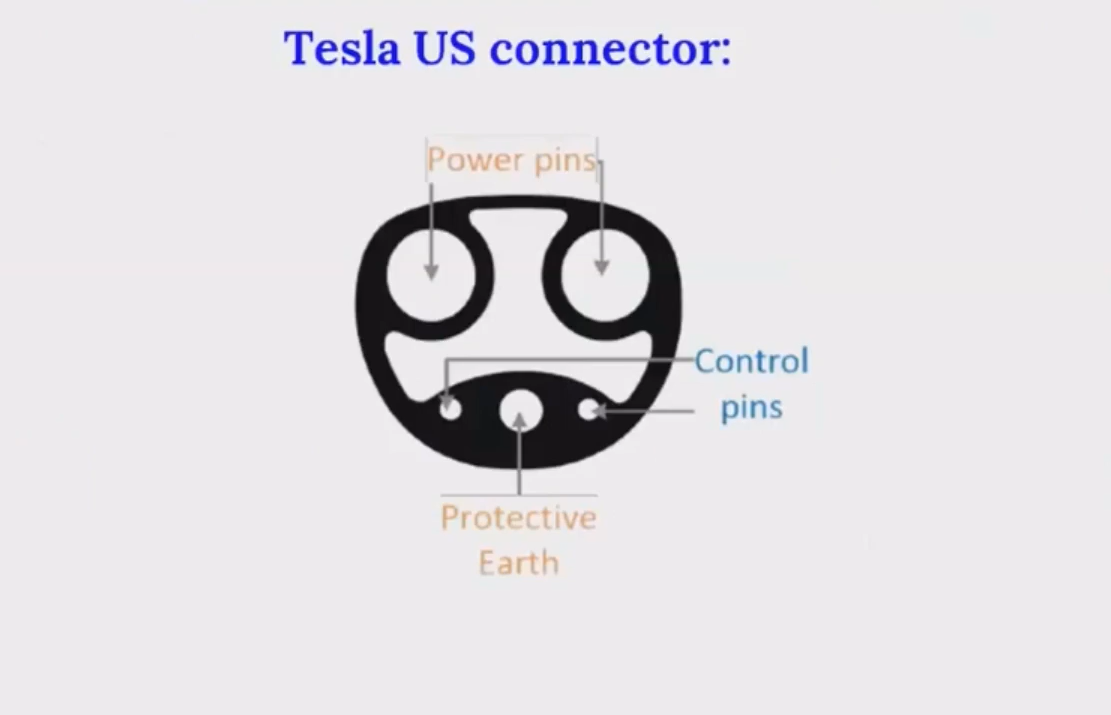 Tesla US connector:
Power pins
Control
pins
Protective
Earth